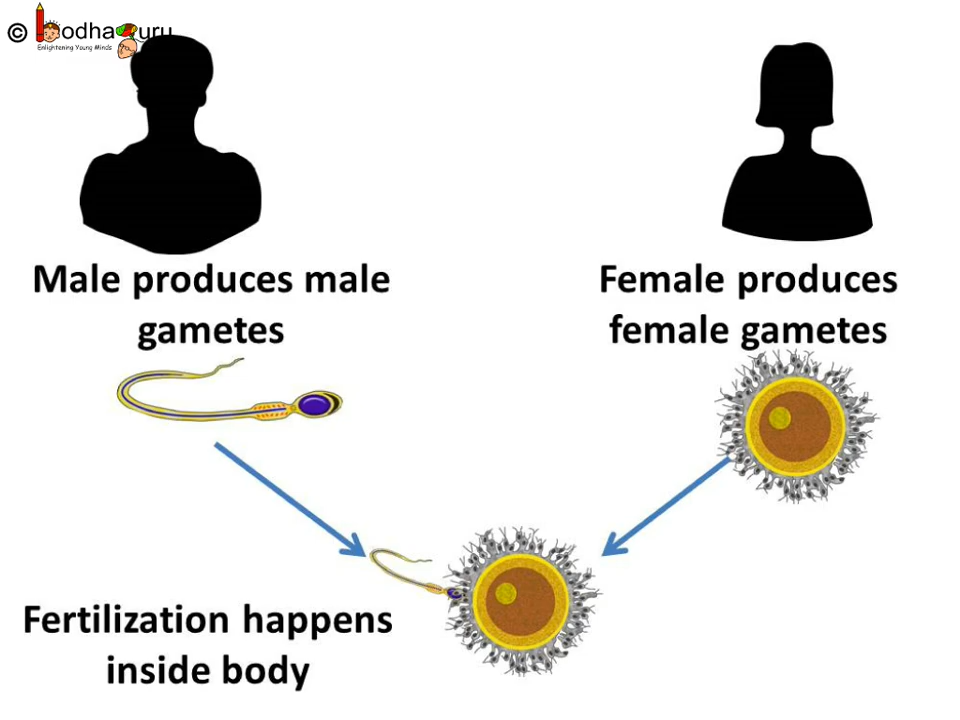 © BodhaGuru
Enlightening Young Minds
Male produces male
gametes
Female produces
female gametes
Fertilization happens
inside body